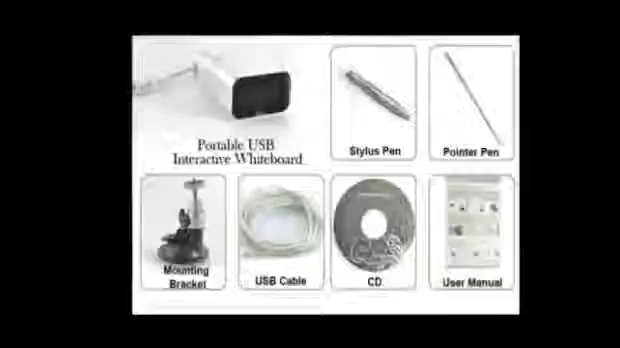 Portable USB
Interactive Whiteboard
Stylus Pen
Pointer Pen
Mounting
Bracket
USB Cable
CD
User Manual